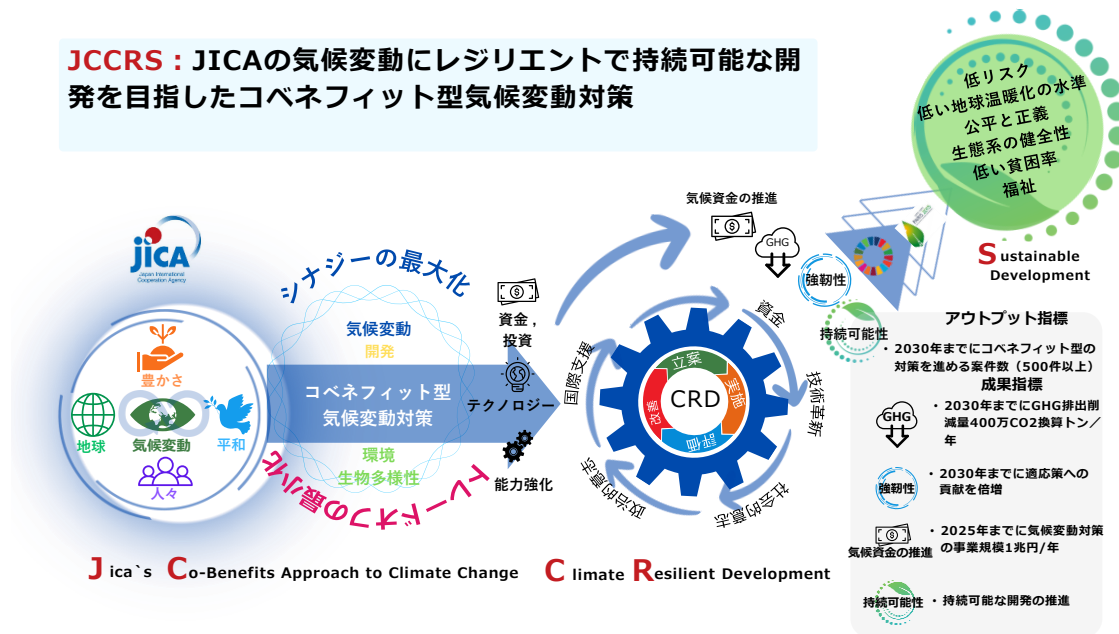 JCCRS：JICAの気候変動にレジリエントで持続可能な開
発を目指したコベネフィット型気候変動対策
低リスク
低い地球温暖化の水準
公平と正義
生態系の健全性
低い貧困率
福祉
Sustainable
Development
JICA
Japan International
Cooperation Agency
豊かさ
地球
気候変動
平和
人々
シナジーの最大化
気候変動
開発
コベネフィット型
気候変動対策
環境
生物多様性
トレードオフの最小化
資金，
投資
テクノロジー
能力強化
国際支援
資金
技術革新
社会的意志
政治的意志
立案
実施
評価
改善
CRD
気候資金の推進
GHG
強靭性
持続可能性
アウトプット指標
・2030年までにコベネフィット型の
対策を進める案件数（500件以上）
成果指標
GHG
・2030年までにGHG排出削
減量400万CO2換算トン／
年
強靭性
・2030年までに適応策への
貢献を倍増
気候資金の推進
・2025年までに気候変動対策
の事業規模1兆円/年
持続可能性
・持続可能な開発の推進
Jica`s Co-Benefits Approach to Climate Change
Climate Resilient Development